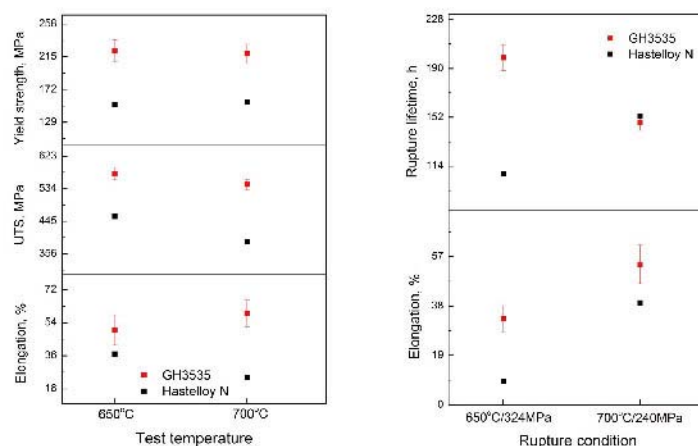 Yield strength, MPa
256
215
172
129
UTS, MPa
623
534
445
356
Elongation, %
72
54
36
18
GH3535
Hastelloy N
650°C
700°C
Test temperature
Rupture lifetime, h
228
190
152
114
GH3535
Hastelloy N
Elongation, %
57
38
19
0
650°C/324MPa
700°C/240MPa
Rupture condition